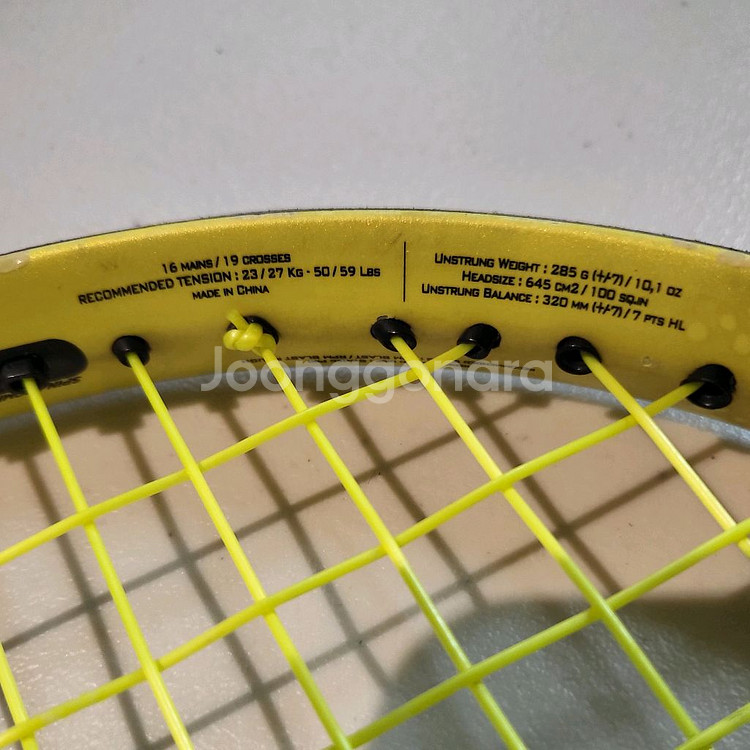 16 MAINS / 19 CROSSES
RECOMMENDED TENSION : 23 / 27 KG - 50 / 59 LBS
MADE IN CHINA
UNSTRUNG WEIGHT : 285 G (+/-7) / 10,1 OZ
HEADSIZE : 645 CM2 / 100 SQ.IN
UNSTRUNG BALANCE : 320 MM (+/-7) / 7 PTS HL
Joonggonara